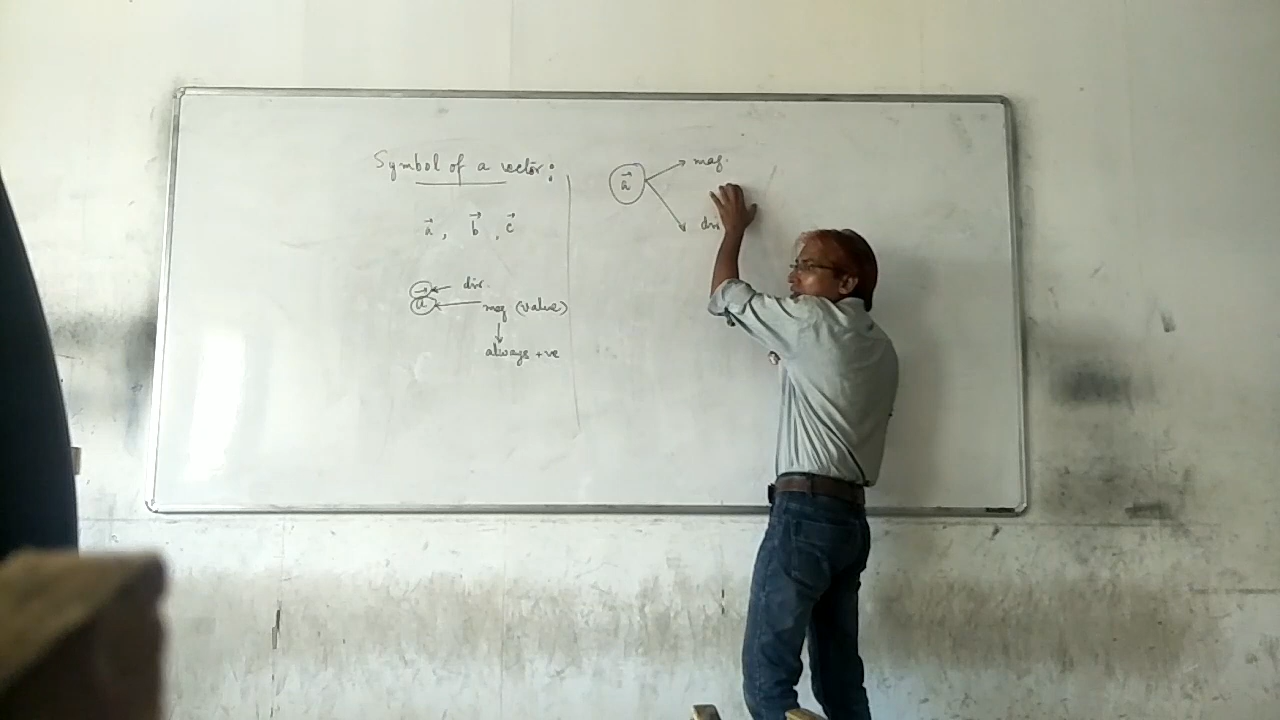 Symbol of a vector:
a⃗ , b⃗ , c⃗
→ dir.
a mag (value)
always +ve
a⃗ mag.
dir